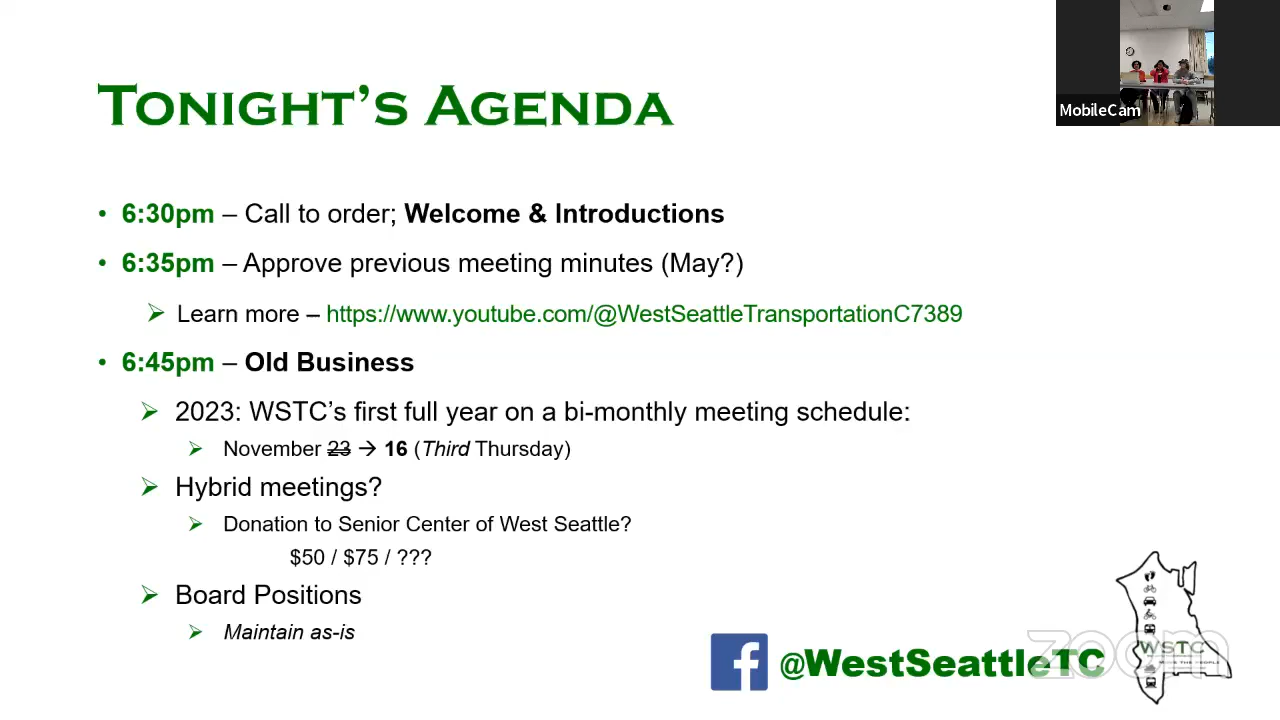 TONIGHT'S AGENDA
MobileCam
• 6:30pm – Call to order; Welcome & Introductions
• 6:35pm – Approve previous meeting minutes (May?)
➢ Learn more – https://www.youtube.com/@WestSeattleTransportationC7389
• 6:45pm – Old Business
➢ 2023: WSTC's first full year on a bi-monthly meeting schedule:
➢ November 23 → 16 (Third Thursday)
➢ Hybrid meetings?
➢ Donation to Senior Center of West Seattle?
$50 / $75 / ???
➢ Board Positions
➢ Maintain as-is
@WestSeattleTC
WSTC
MOVE THE PEOPLE
zoom